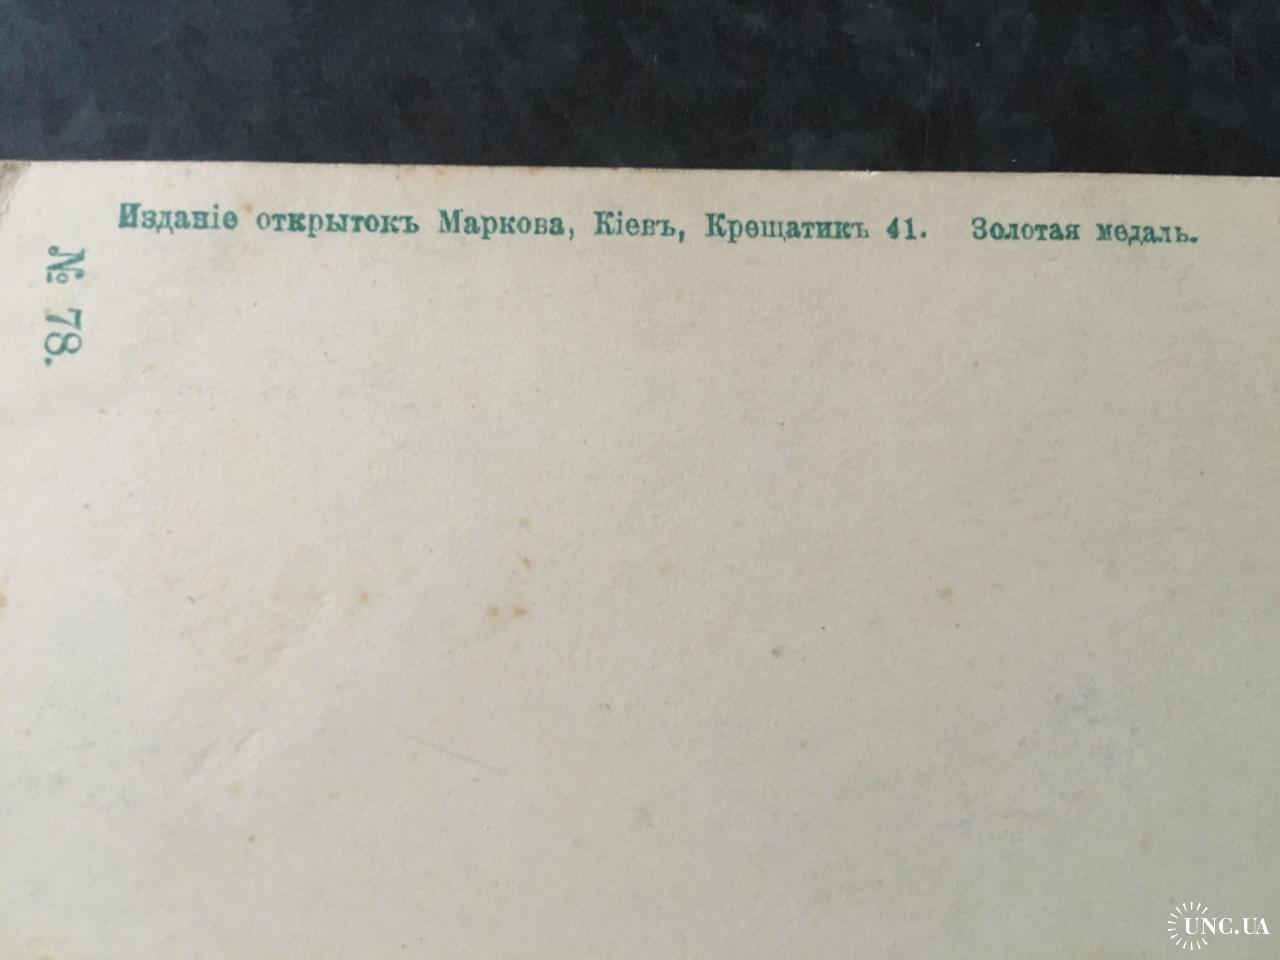 Изданіе открытокъ Маркова, Кіевъ, Крещатикъ 41. Золотая медаль.
№ 78.
UNC.UA